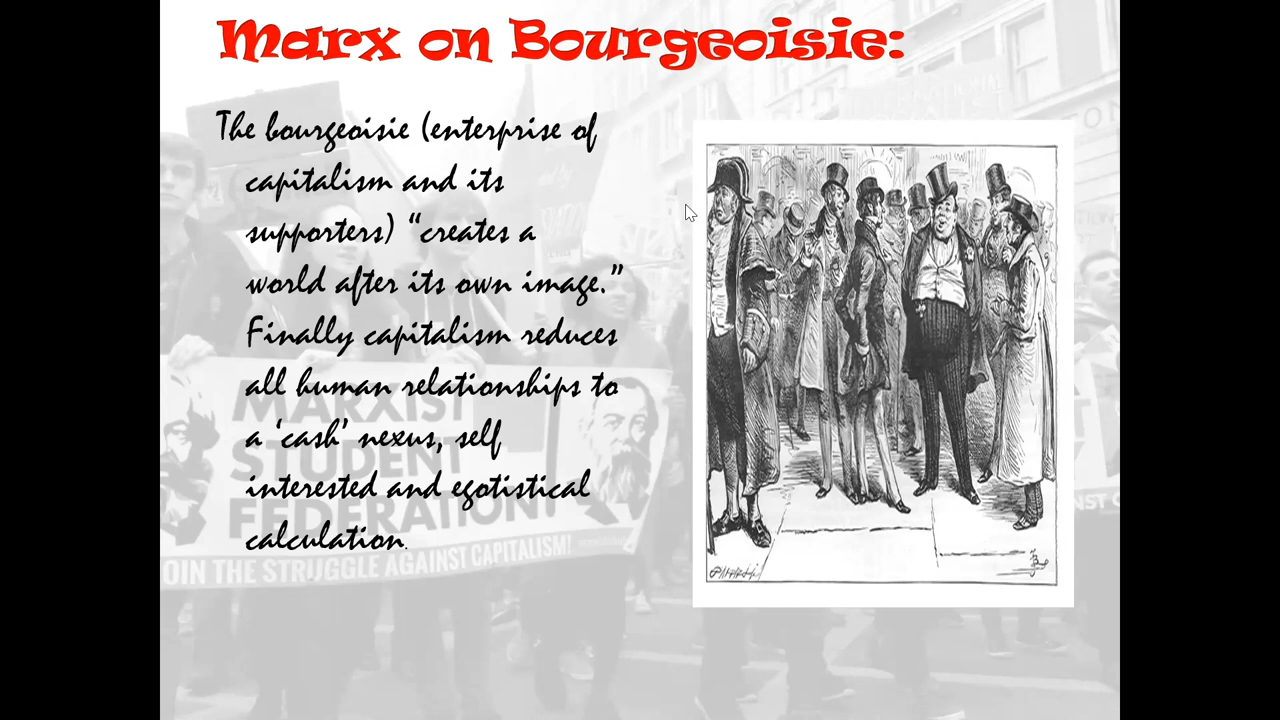 Marx on Bourgeoisie:
The bourgeoisie (enterprise of
capitalism and its
supporters) “creates a
world after its own image.”
Finally capitalism reduces
all human relationships to
a ‘cash’ nexus, self
interested and egotistical
calculation.
MARXIST
STUDENT
FEDERATION
OIN THE STRUGGLE AGAINST CAPITALISM!